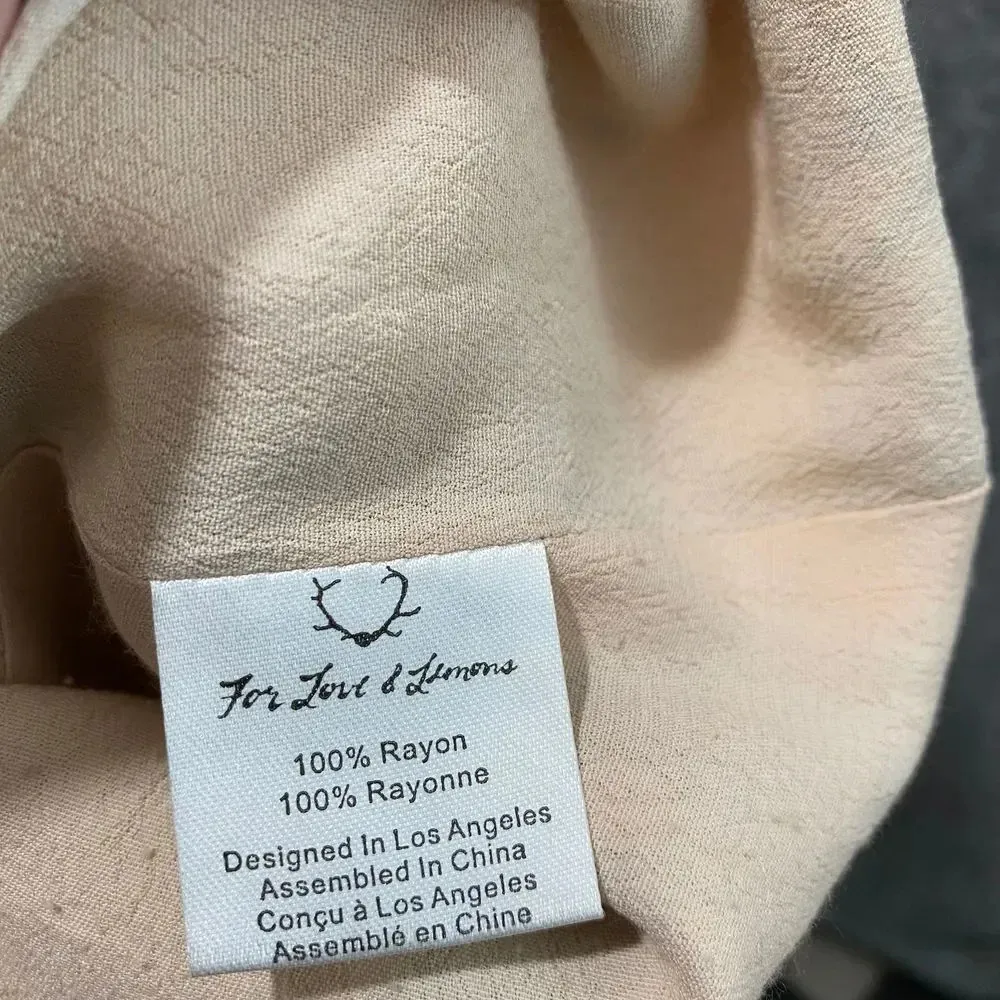 For Love & Lemons
100% Rayon
100% Rayonne
Designed In Los Angeles
Assembled In China
Conçu à Los Angeles
Assemblé en Chine